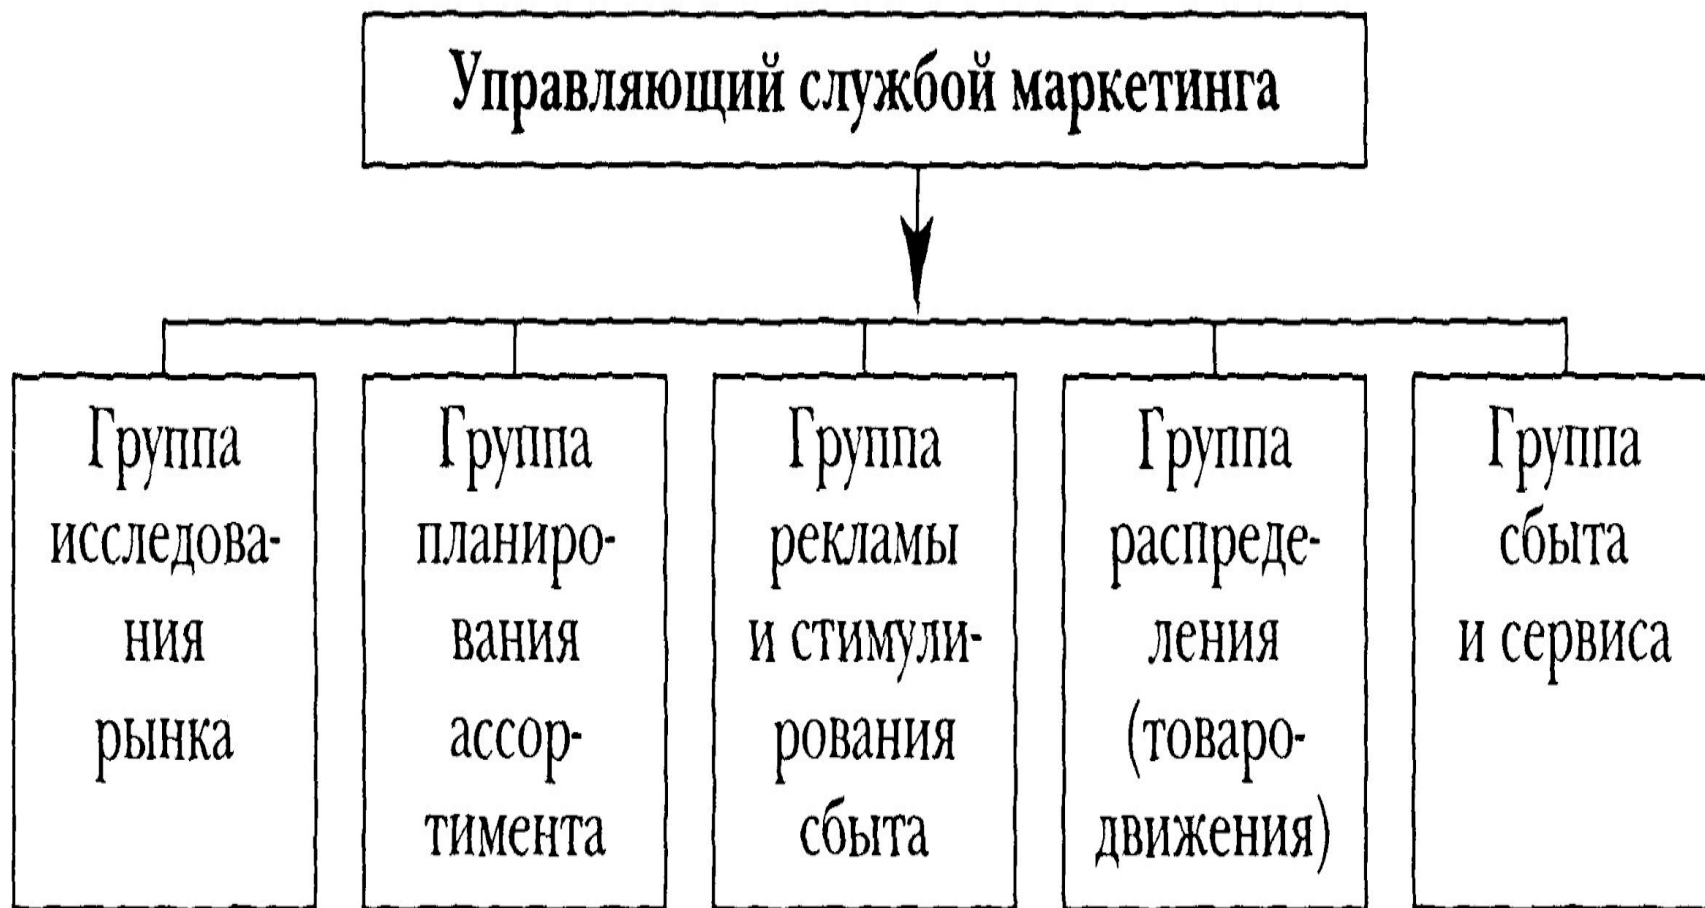 Управляющий службой маркетинга
Группа
исследова-
ния
рынка
Группа
планиро-
вания
ассор-
тимента
Группа
рекламы
и стимули-
рования
сбыта
Группа
распреде-
ления
(товаро-
движения)
Группа
сбыта
и сервиса